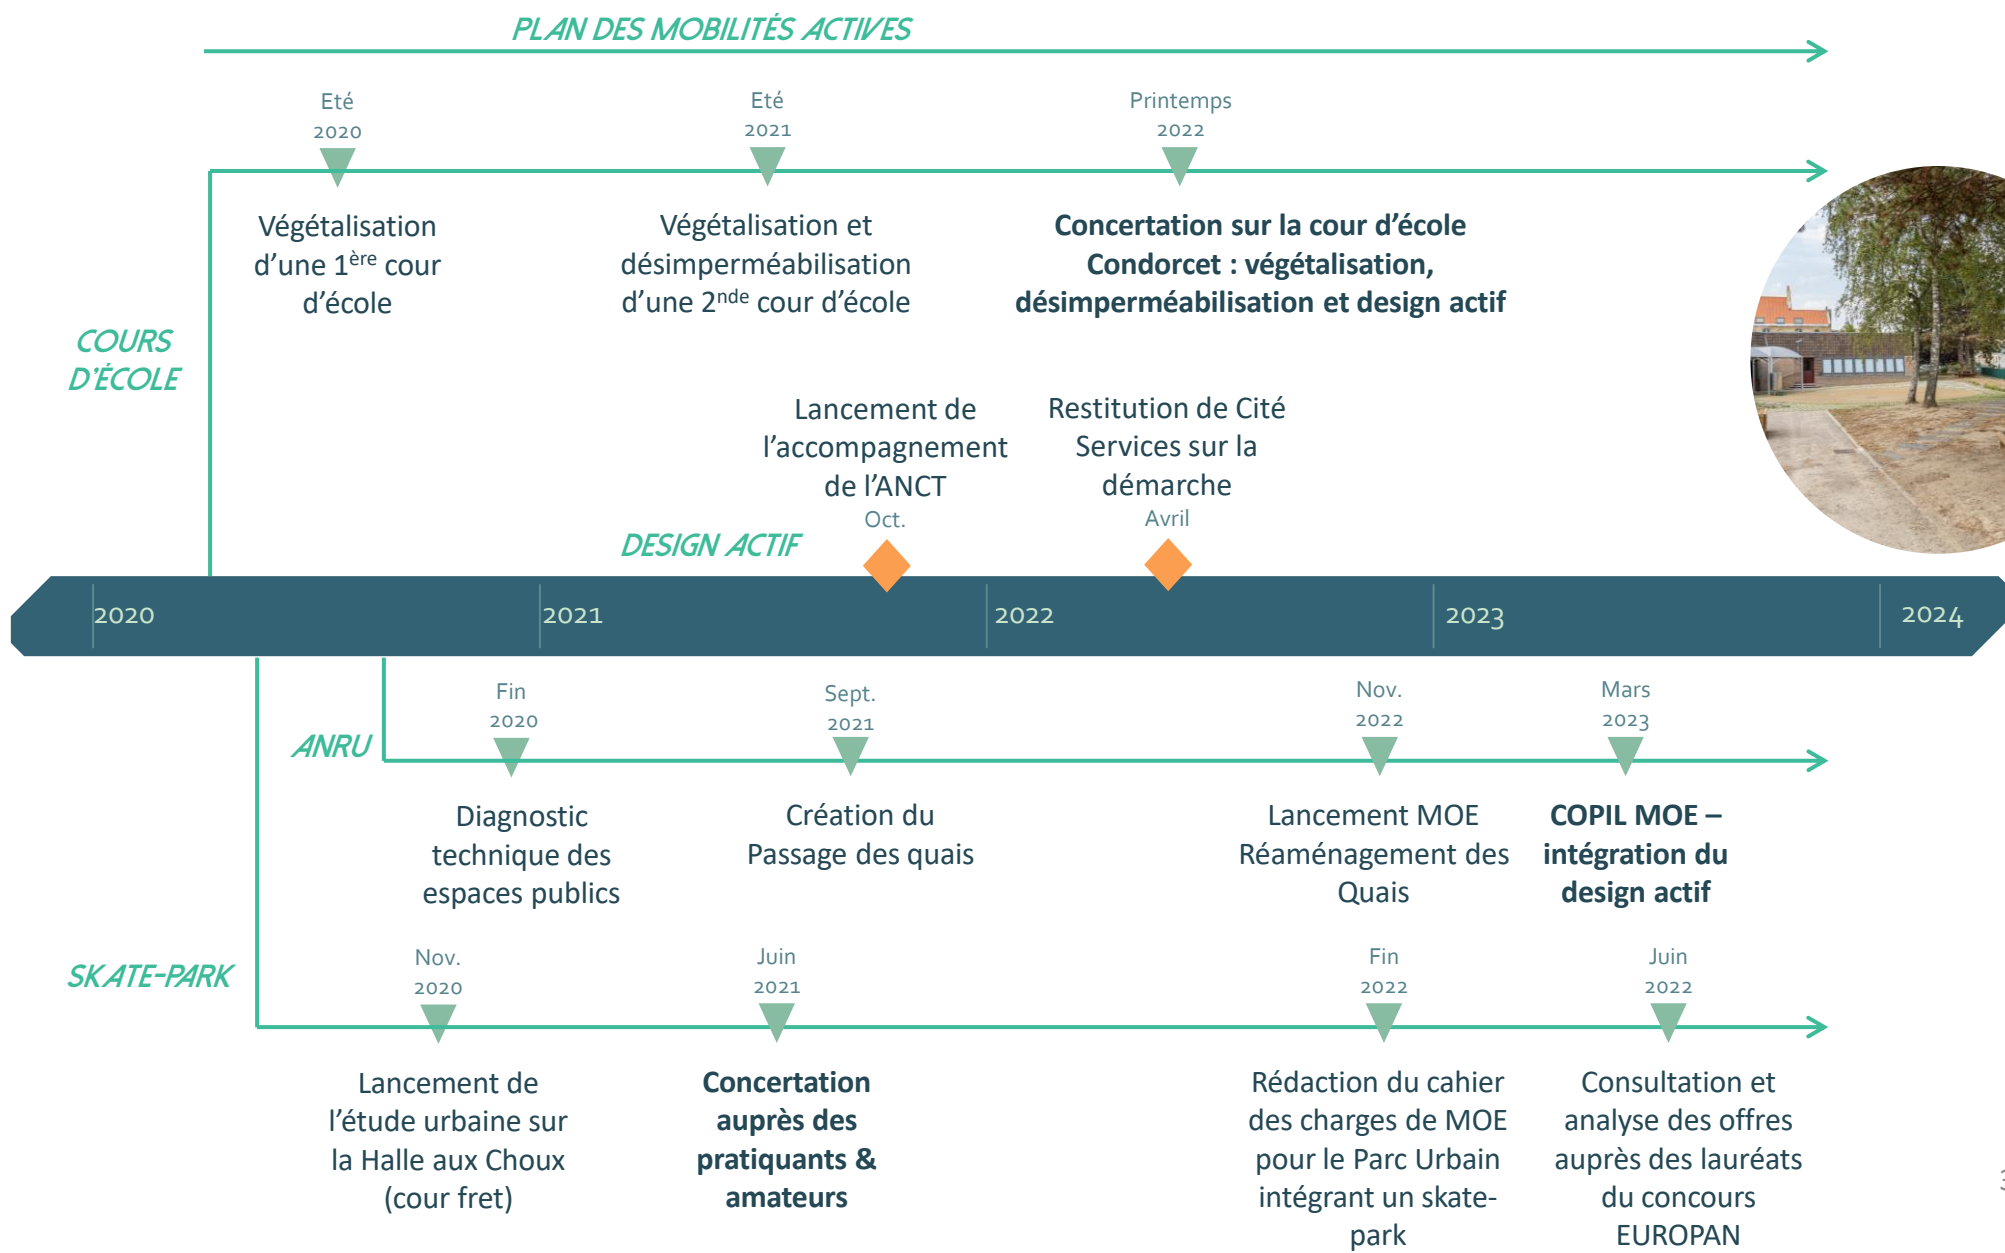 PLAN DES MOBILITÉS ACTIVES
Eté
2020
Eté
2021
Printemps
2022
Végétalisation
d'une 1ère cour
d'école
Végétalisation et
désimperméabilisation
d'une 2nde cour d'école
Concertation sur la cour d'école
Condorcet : végétalisation,
désimperméabilisation et design actif
COURS
D'ÉCOLE
Lancement de
l'accompagnement
de l'ANCT
Oct.
Restitution de Cité
Services sur la
démarche
Avril
DESIGN ACTIF
2020
2021
2022
2023
2024
ANRU
Fin
2020
Sept.
2021
Nov.
2022
Mars
2023
Diagnostic
technique des
espaces publics
Création du
Passage des quais
Lancement MOE
Réaménagement des
Quais
COPIL MOE –
intégration du
design actif
SKATE-PARK
Nov.
2020
Juin
2021
Fin
2022
Juin
2022
Lancement de
l'étude urbaine sur
la Halle aux Choux
(cour fret)
Concertation
auprès des
pratiquants &
amateurs
Rédaction du cahier
des charges de MOE
pour le Parc Urbain
intégrant un skate-
park
Consultation et
analyse des offres
auprès des lauréats
du concours
EUROPAN